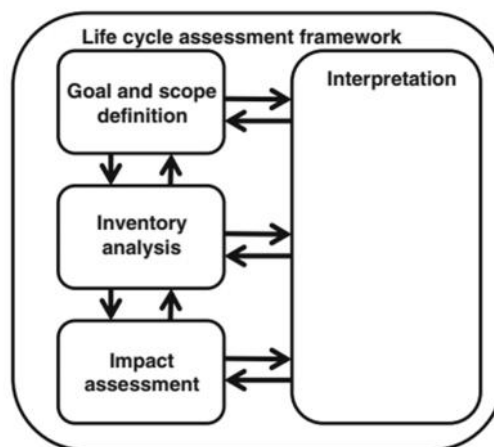 Life cycle assessment framework
Goal and scope
definition
Interpretation
Inventory
analysis
Impact
assessment